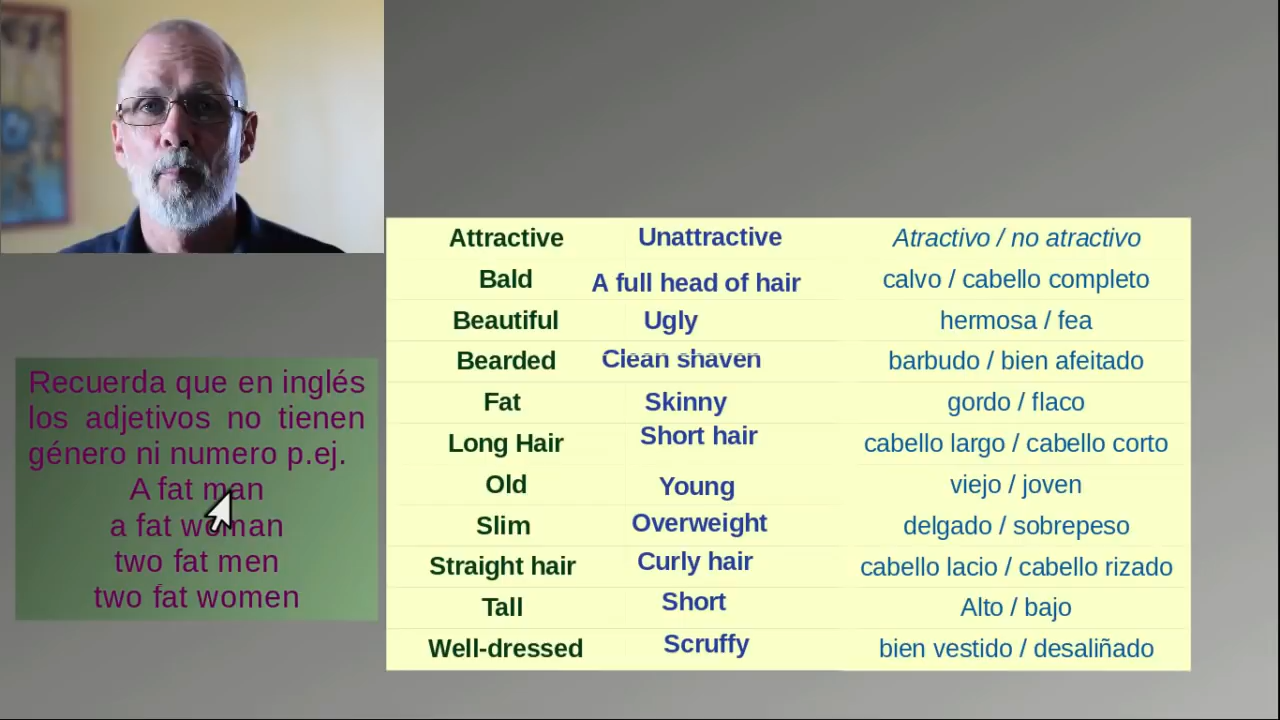 Attractive Unattractive Atractivo / no atractivo
Bald A full head of hair calvo / cabello completo
Beautiful Ugly hermosa / fea
Bearded Clean shaven barbudo / bien afeitado
Fat Skinny gordo / flaco
Long Hair Short hair cabello largo / cabello corto
Old Young viejo / joven
Slim Overweight delgado / sobrepeso
Straight hair Curly hair cabello lacio / cabello rizado
Tall Short Alto / bajo
Well-dressed Scruffy bien vestido / desaliñado
Recuerda que en inglés
los adjetivos no tienen
género ni numero p.ej.
A fat man
a fat woman
two fat men
two fat women